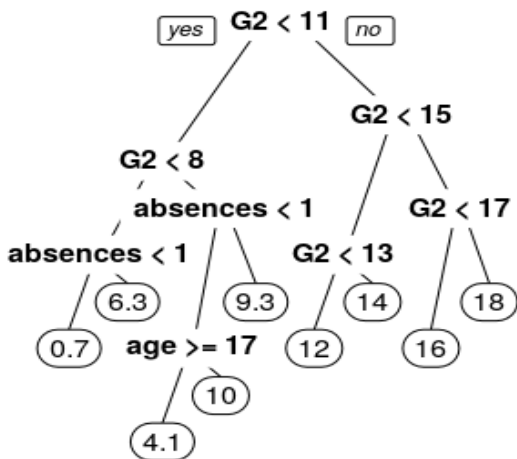 yes G2 < 11 no
G2 < 15
G2 < 8
absences < 1 G2 < 17
absences < 1 G2 < 13
6.3 9.3 14 18
0.7 age >= 17 12 16
10
4.1